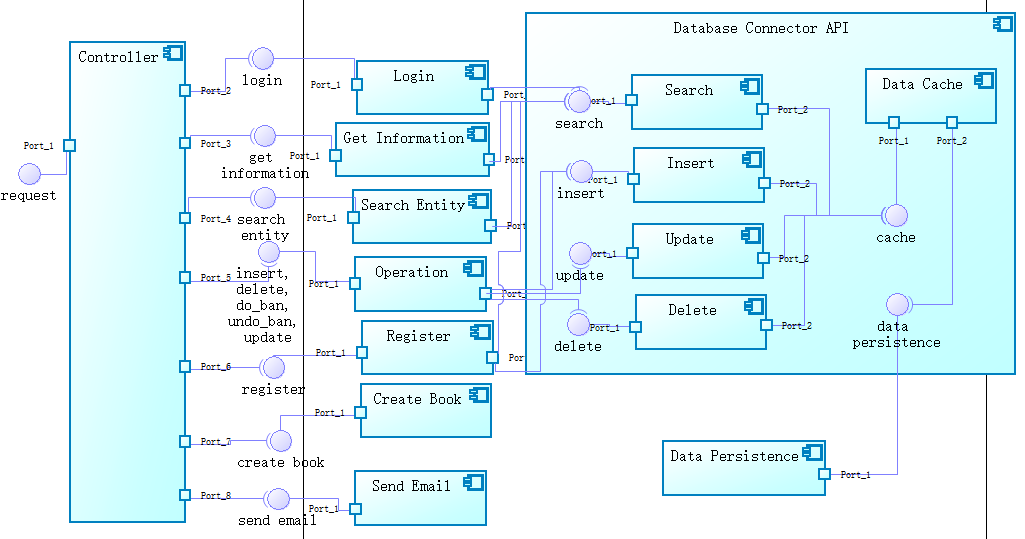 Database Connector API
Controller
Port_1
request
Port_2
Port_3
Port_4
Port_5
Port_6
Port_7
Port_8
login
get
information
search
entity
insert,
delete,
do_ban,
undo_ban,
update
register
create book
send email
Port_1
Login
Port_
Port_1
Get Information
Port
Port_1
Search Entity
Port
Port_1
Operation
Port_
Port_1
Register
Port
Port_1
Create Book
Port_1
Send Email
search
Port_1
Search
Port_2
insert
Port_1
Insert
Port_2
update
Port_1
Update
Port_2
delete
Port_1
Delete
Port_2
Data Cache
Port_1
Port_2
cache
data
persistence
Data Persistence
Port_1